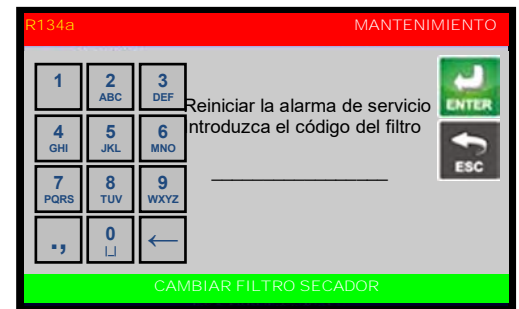 R134a MANTENIMIENTO
1 2 3
ABC DEF
Reiniciar la alarma de servicio
ENTER
4 5 6
GHI JKL MNO
Introduzca el código del filtro
ESC
7 8 9
PQRS TUV WXYZ
__________________
., 0 ←
CAMBIAR FILTRO SECADOR